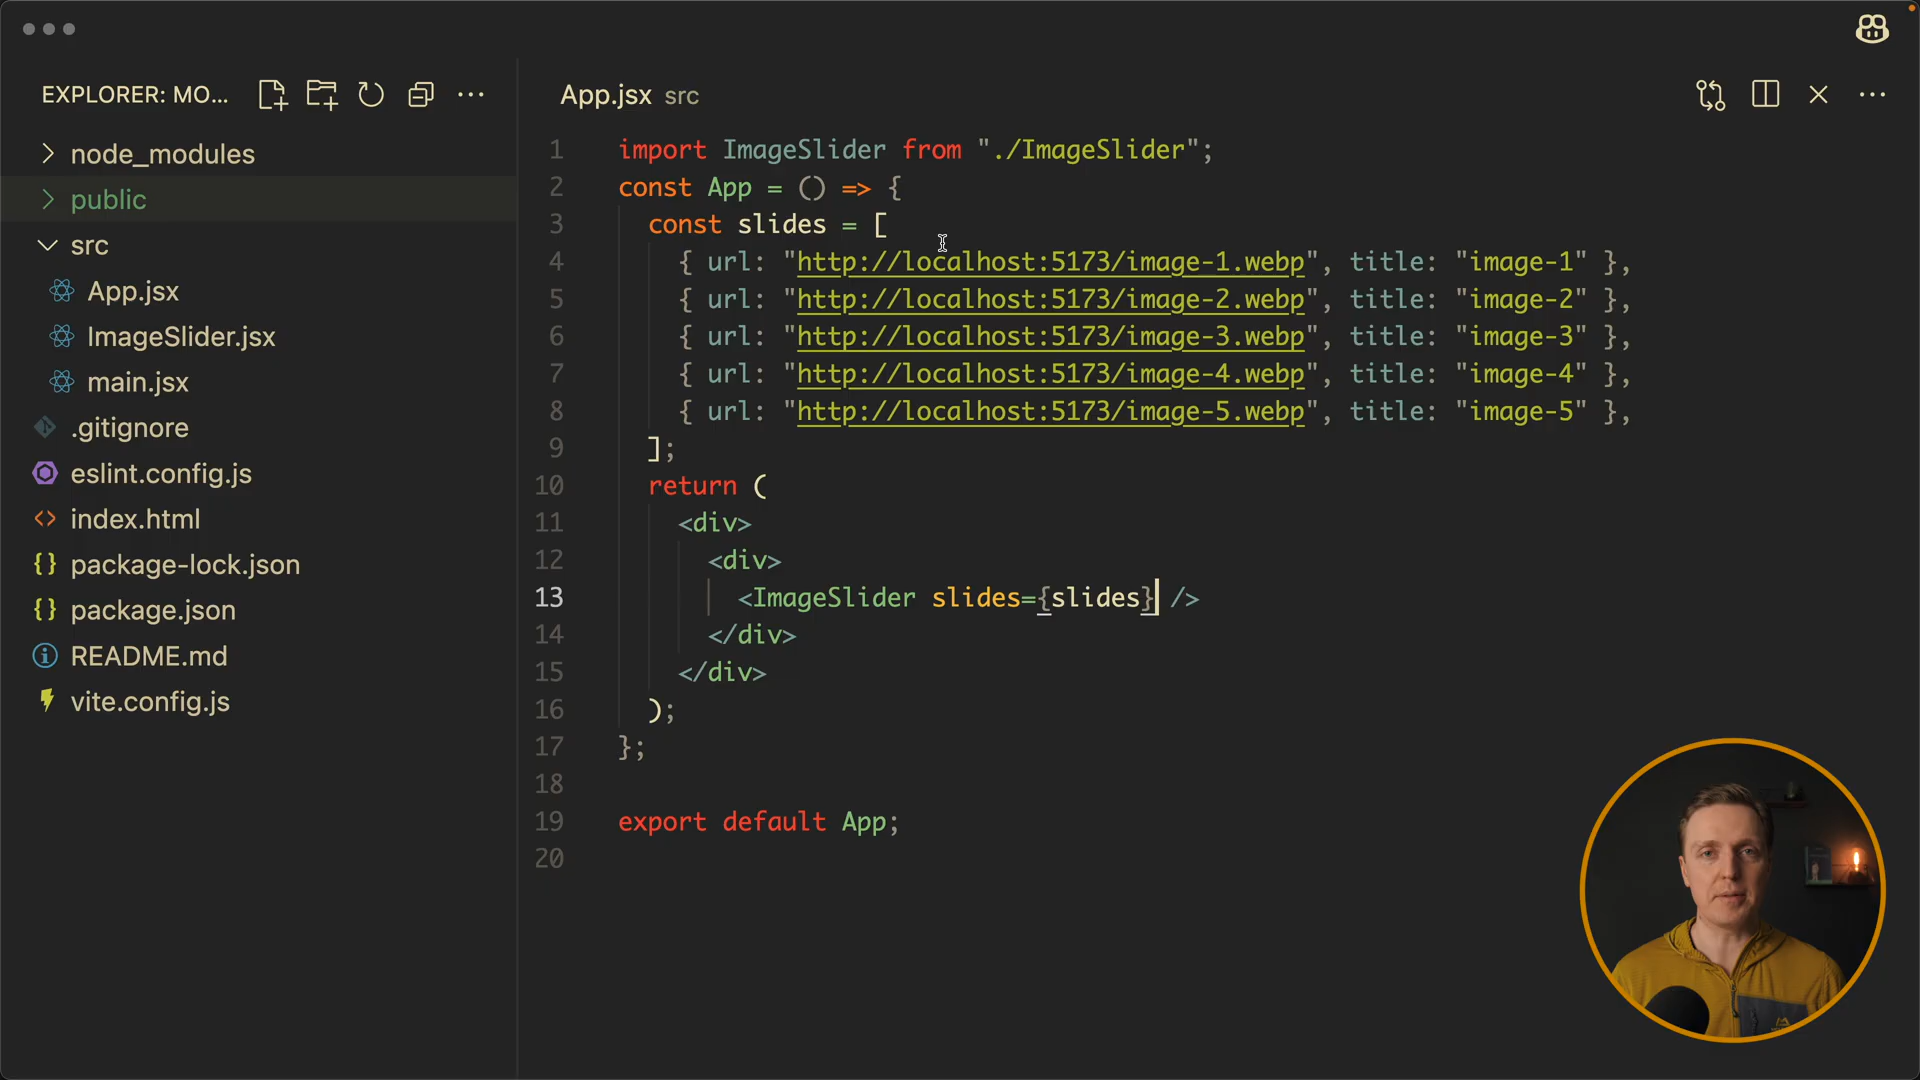 EXPLORER: MO...
node_modules
public
src
App.jsx
ImageSlider.jsx
main.jsx
.gitignore
eslint.config.js
index.html
package-lock.json
package.json
README.md
vite.config.js
App.jsx src
1 import ImageSlider from "./ImageSlider";
2 const App = () => {
3 const slides = [
4 { url: "http://localhost:5173/image-1.webp", title: "image-1" },
5 { url: "http://localhost:5173/image-2.webp", title: "image-2" },
6 { url: "http://localhost:5173/image-3.webp", title: "image-3" },
7 { url: "http://localhost:5173/image-4.webp", title: "image-4" },
8 { url: "http://localhost:5173/image-5.webp", title: "image-5" },
9 ];
10 return (
11 <div>
12 <div>
13 <ImageSlider slides={slides} />
14 </div>
15 </div>
16 );
17 };
18
19 export default App;
20